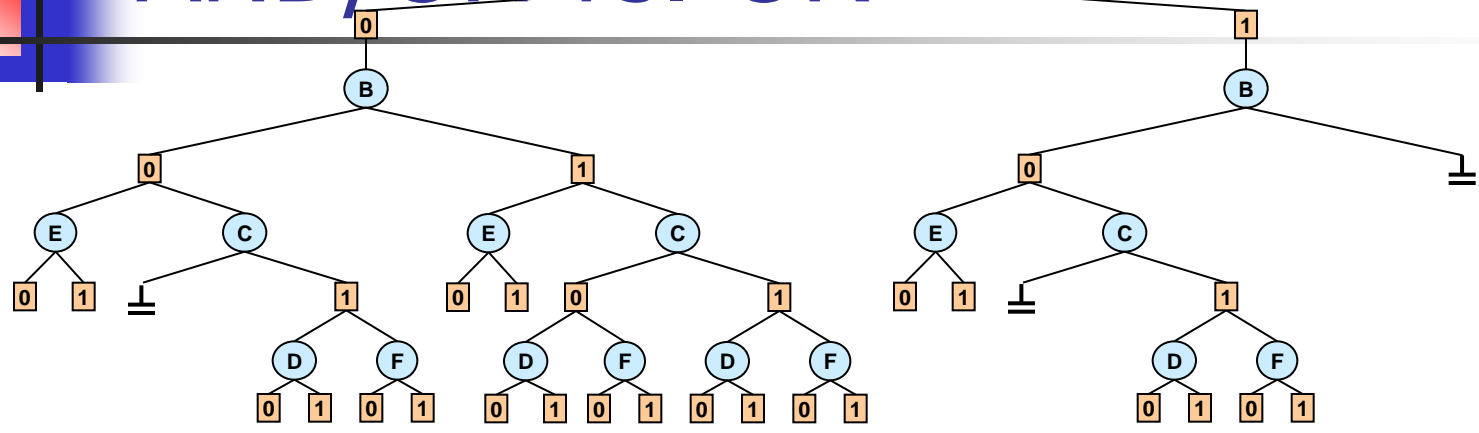 0 1
B B
0 1 0
E C E C E C
0 1 1 0 1 0 1 0 1 1
D F D F D F D F
0 1 0 1 0 1 0 1 0 1 0 1 0 1 0 1